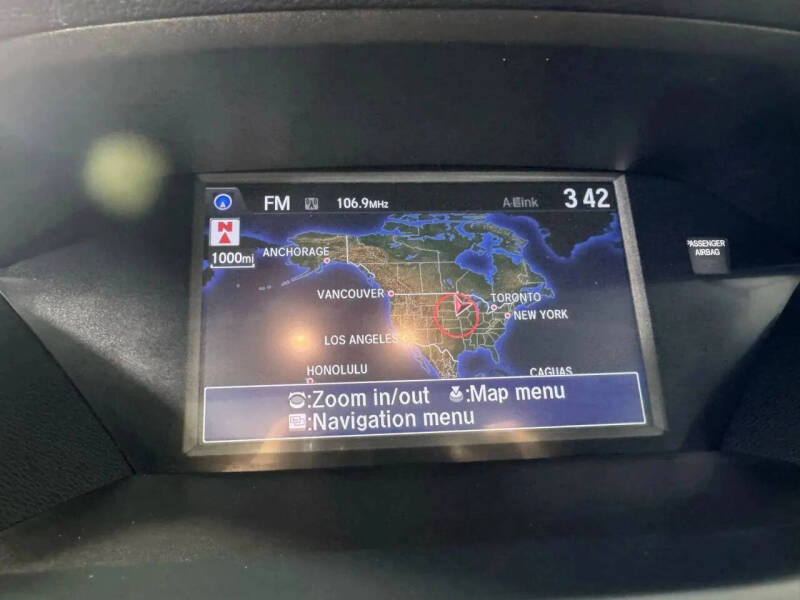 FM 106.9MHz A-Link 3 42
N
1000mi
ANCHORAGE
VANCOUVER
TORONTO
NEW YORK
LOS ANGELES
HONOLULU
CAGUAS
:Zoom in/out :Map menu
:Navigation menu
PASSENGER
AIRBAG